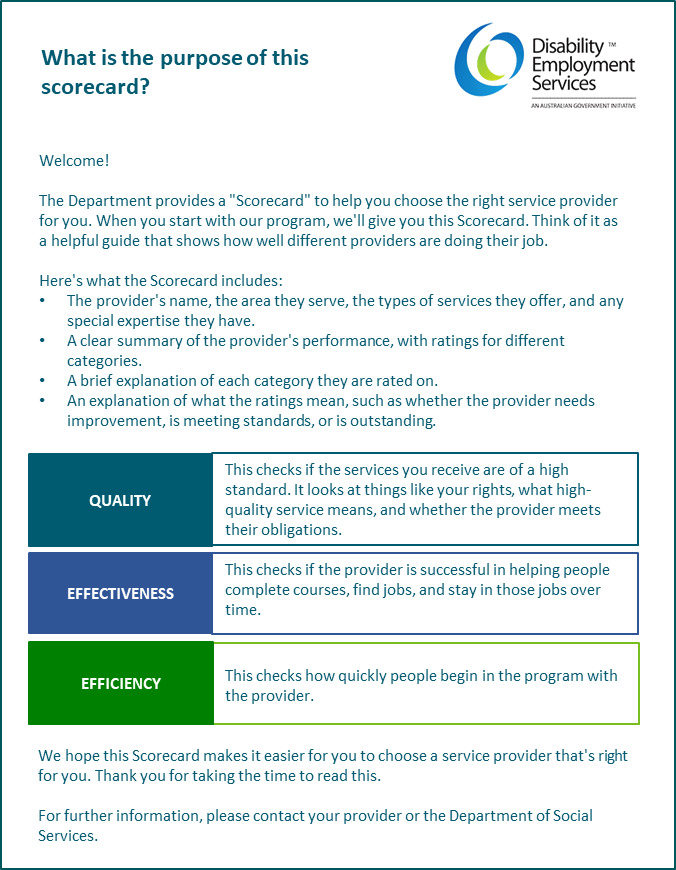 What is the purpose of this
scorecard?
Disability ™
Employment
Services
AN AUSTRALIAN GOVERNMENT INITIATIVE
Welcome!
The Department provides a "Scorecard" to help you choose the right service provider
for you. When you start with our program, we'll give you this Scorecard. Think of it as
a helpful guide that shows how well different providers are doing their job.
Here's what the Scorecard includes:
• The provider's name, the area they serve, the types of services they offer, and any
special expertise they have.
• A clear summary of the provider's performance, with ratings for different
categories.
• A brief explanation of each category they are rated on.
• An explanation of what the ratings mean, such as whether the provider needs
improvement, is meeting standards, or is outstanding.
QUALITY
This checks if the services you receive are of a high
standard. It looks at things like your rights, what high-
quality service means, and whether the provider meets
their obligations.
EFFECTIVENESS
This checks if the provider is successful in helping people
complete courses, find jobs, and stay in those jobs over
time.
EFFICIENCY
This checks how quickly people begin in the program with
the provider.
We hope this Scorecard makes it easier for you to choose a service provider that's right
for you. Thank you for taking the time to read this.
For further information, please contact your provider or the Department of Social
Services.